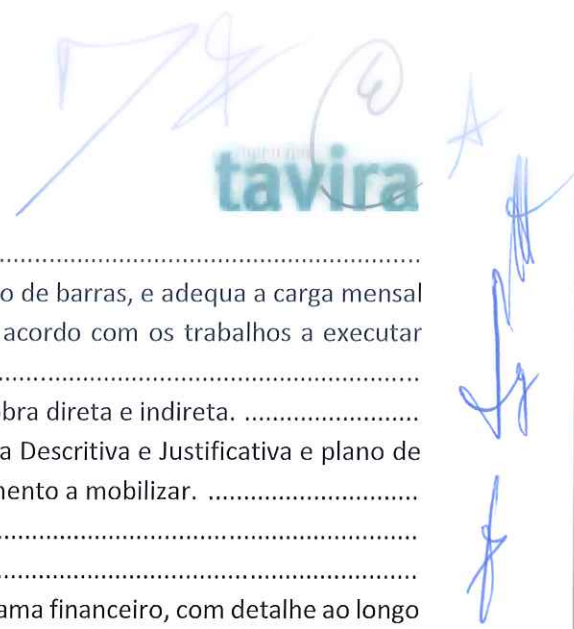 tavira
o de barras, e adequa a carga mensal
acordo com os trabalhos a executar
bra direta e indireta. ............................
a Descritiva e Justificativa e plano de
mento a mobilizar. ..................................
ama financeiro, com detalhe ao longo